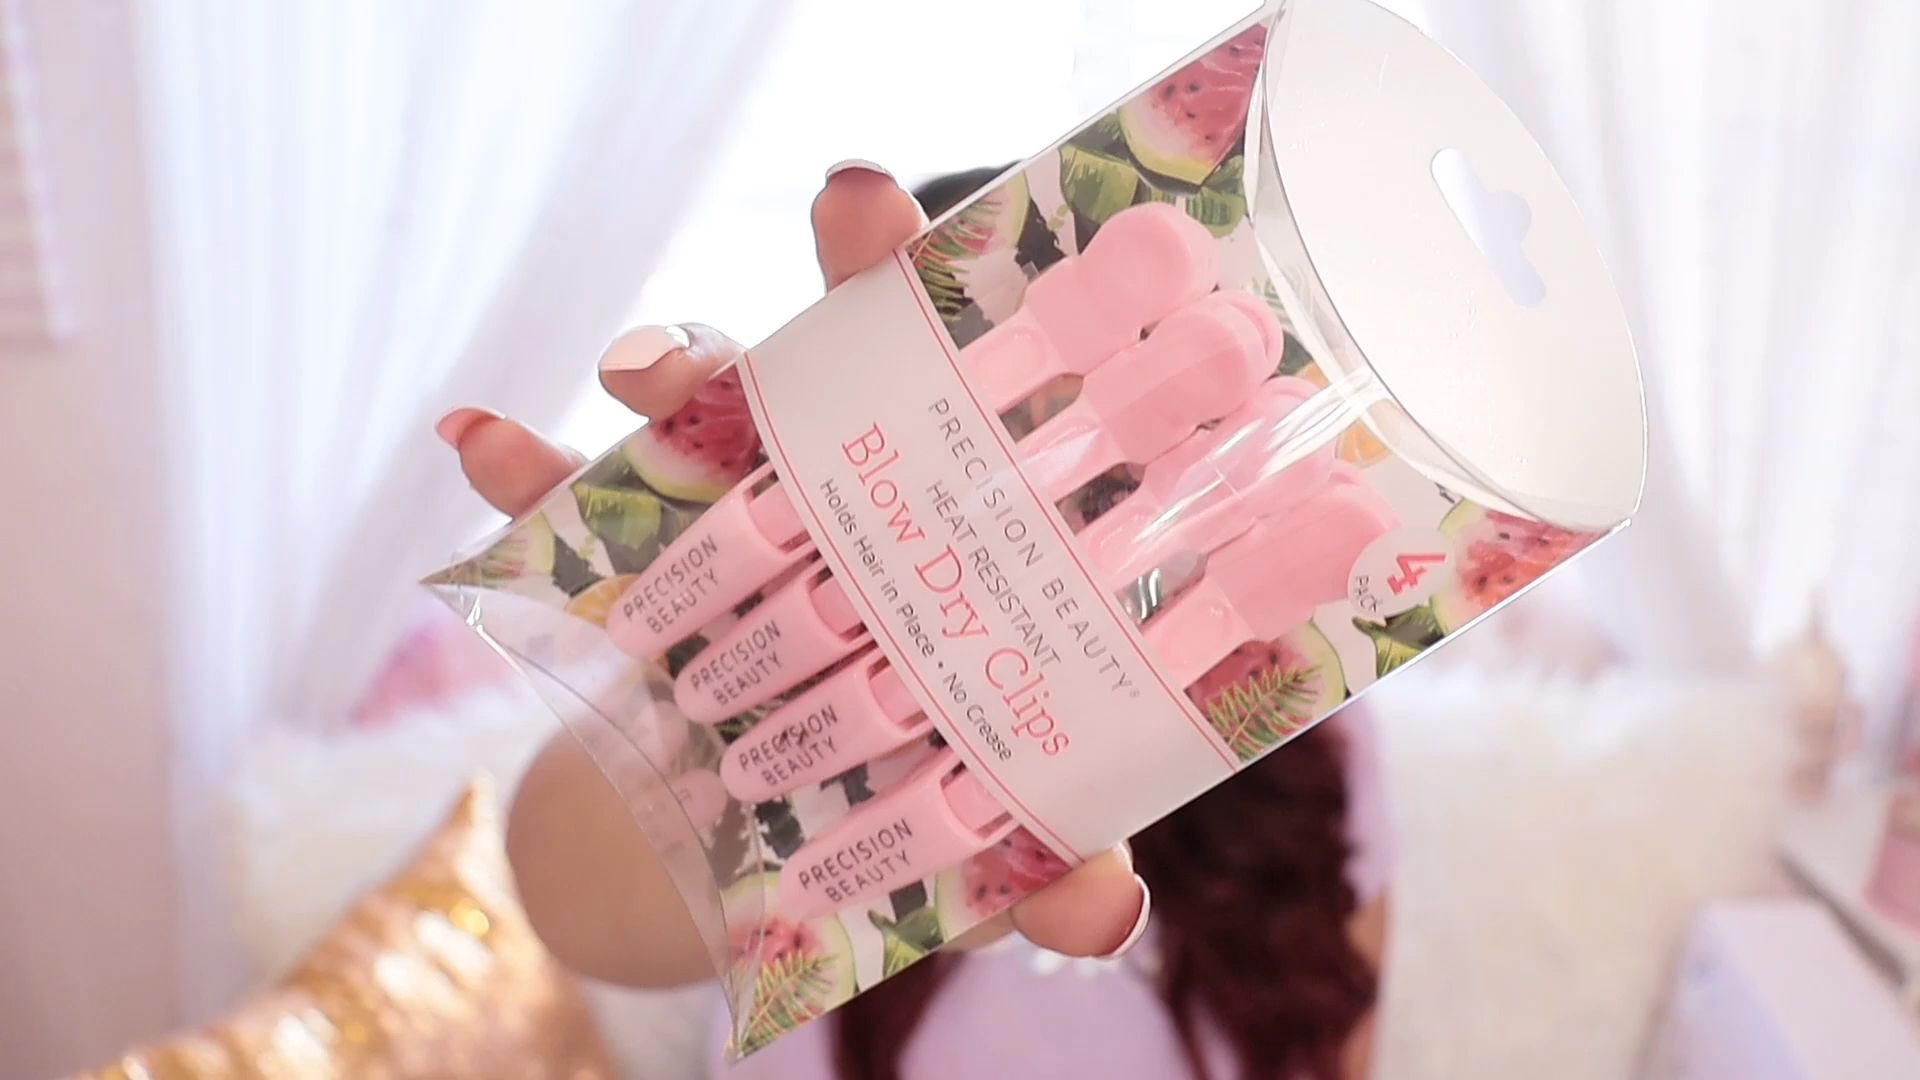 PRECISION BEAUTY®
HEAT RESISTANT
Blow Dry Clips
Holds Hair in Place • No Crease
4
PACK
PRECISION
BEAUTY
PRECISION
BEAUTY
PRECISION
BEAUTY
PRECISION
BEAUTY